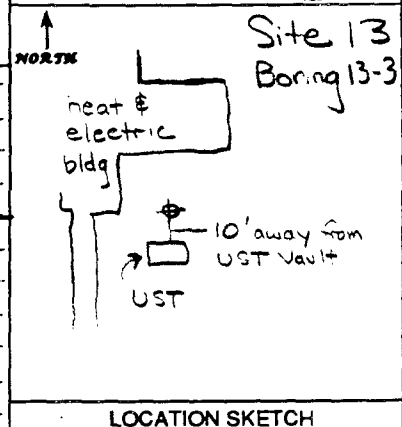 Site 13
NORTH
Boring 13-3
heat &
electric
bldg
10' away from
UST Vault
UST
LOCATION SKETCH